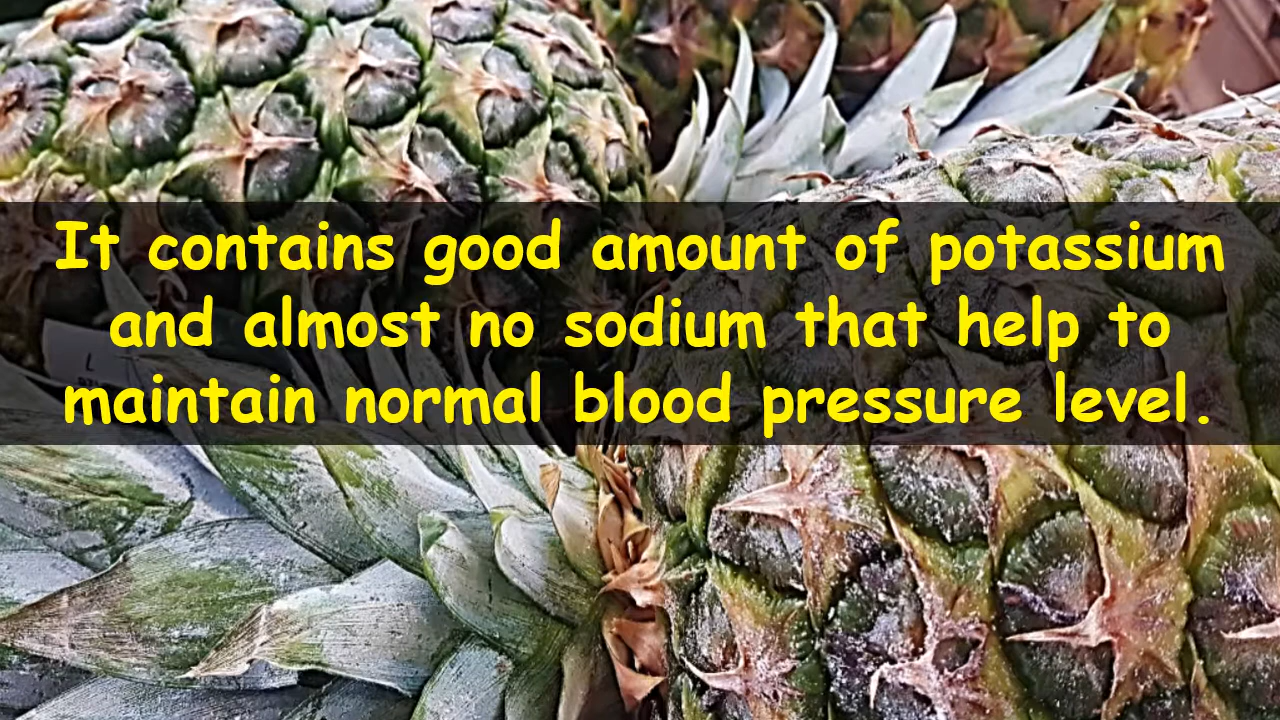 It contains good amount of potassium
and almost no sodium that help to
maintain normal blood pressure level.